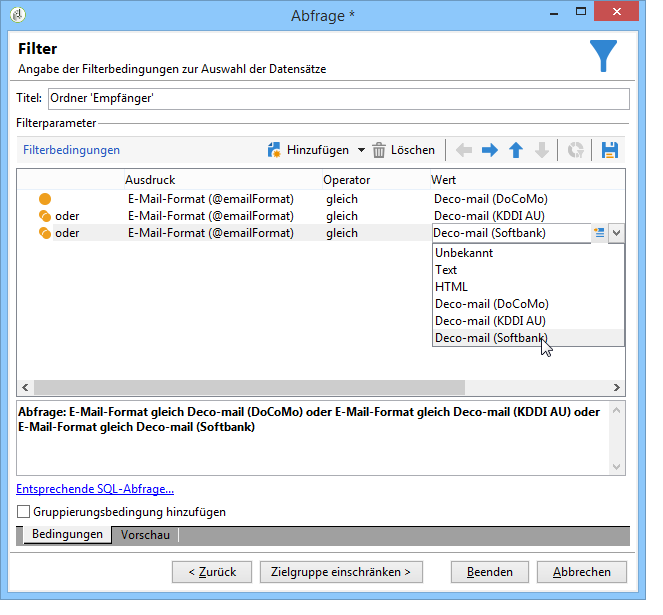 Abfrage *
Filter
Angabe der Filterbedingungen zur Auswahl der Datensätze
Titel: Ordner 'Empfänger'
Filterparameter
Filterbedingungen Hinzufügen Löschen
Ausdruck Operator Wert
E-Mail-Format (@emailFormat) gleich Deco-mail (DoCoMo)
oder E-Mail-Format (@emailFormat) gleich Deco-mail (KDDI AU)
oder E-Mail-Format (@emailFormat) gleich Deco-mail (Softbank)
Unbekannt
Text
HTML
Deco-mail (DoCoMo)
Deco-mail (KDDI AU)
Deco-mail (Softbank)
Abfrage: E-Mail-Format gleich Deco-mail (DoCoMo) oder E-Mail-Format gleich Deco-mail (KDDI AU) oder
E-Mail-Format gleich Deco-mail (Softbank)
Entsprechende SQL-Abfrage...
Gruppierungsbedingung hinzufügen
Bedingungen Vorschau
< Zurück Zielgruppe einschränken > Beenden Abbrechen